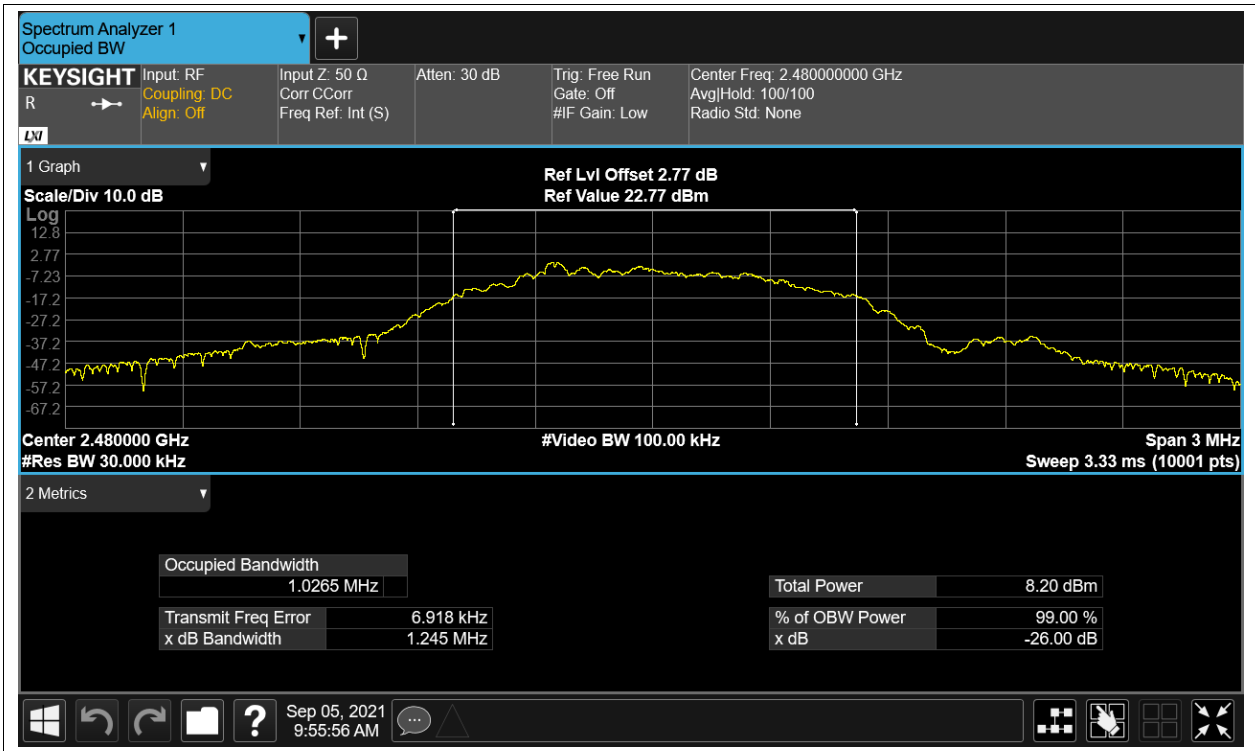 Spectrum Analyzer 1
Occupied BW
KEYSIGHT
R
LXI
Input: RF
Coupling: DC
Align: Off
Input Z: 50 Ω
Corr CCorr
Freq Ref: Int (S)
Atten: 30 dB
Trig: Free Run
Gate: Off
#IF Gain: Low
Center Freq: 2.480000000 GHz
Avg|Hold: 100/100
Radio Std: None
1 Graph
Scale/Div 10.0 dB
Ref Lvl Offset 2.77 dB
Ref Value 22.77 dBm
Log
12.8
2.77
-7.23
-17.2
-27.2
-37.2
-47.2
-57.2
-67.2
Center 2.480000 GHz
#Res BW 30.000 kHz
#Video BW 100.00 kHz
Span 3 MHz
Sweep 3.33 ms (10001 pts)
2 Metrics
Occupied Bandwidth
1.0265 MHz
Transmit Freq Error 6.918 kHz
x dB Bandwidth 1.245 MHz
Total Power 8.20 dBm
% of OBW Power 99.00 %
x dB -26.00 dB
?
Sep 05, 2021
9:55:56 AM